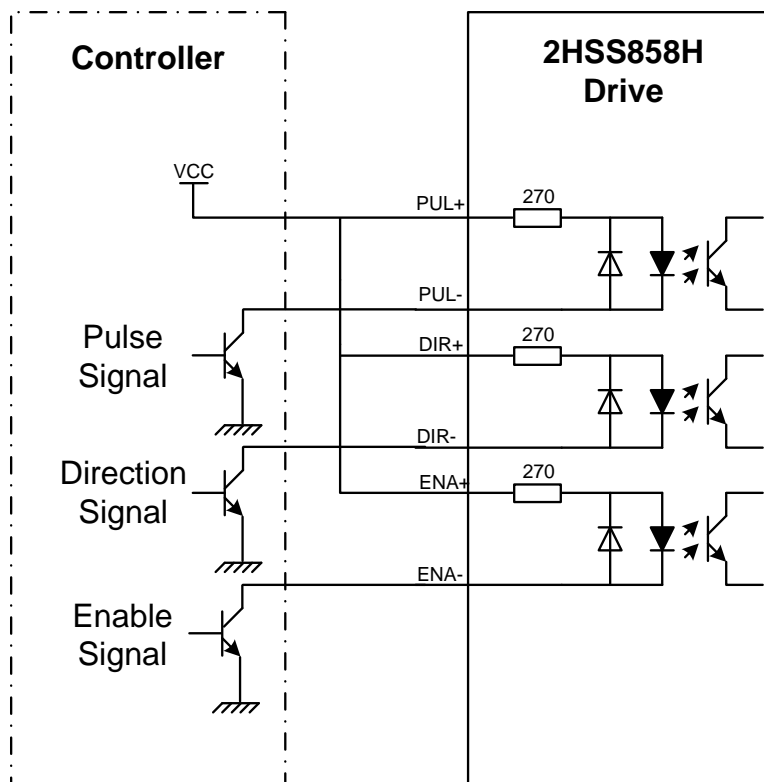 Controller
2HSS858H
Drive
VCC
PUL+
270
PUL-
Pulse
Signal
DIR+
270
DIR-
Direction
Signal
ENA+
270
ENA-
Enable
Signal